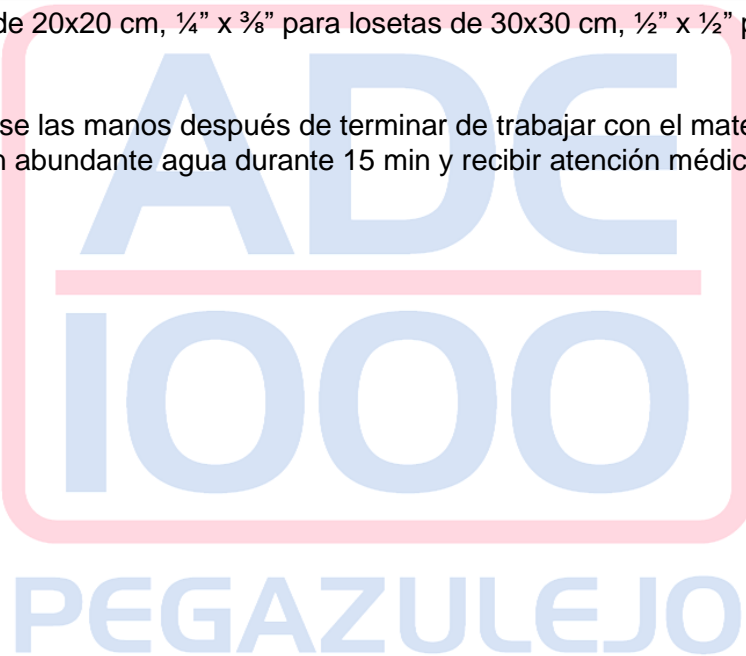 de 20x20 cm, ¼” x ⅜” para losetas de 30x30 cm, ½” x ½” p
se las manos después de terminar de trabajar con el mate
n abundante agua durante 15 min y recibir atención médic
ADE
1000
PEGAZULEJO